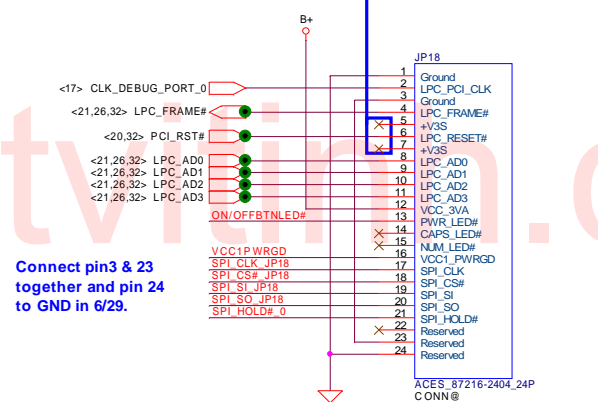 B+
JP18
1 Ground
<17> CLK_DEBUG_PORT_0 2 LPC_PCI_CLK
3 Ground
<21,26,32> LPC_FRAME# 4 LPC_FRAME#
5 +V3S
<20,32> PCI_RST# 6 LPC_RESET#
7 +V3S
<21,26,32> LPC_AD0 8 LPC_AD0
<21,26,32> LPC_AD1 9 LPC_AD1
<21,26,32> LPC_AD2 10 LPC_AD2
<21,26,32> LPC_AD3 11 LPC_AD3
12 VCC_3VA
ON/OFFBTNLED# 13 PWR_LED#
14 CAPS_LED#
15 NUM_LED#
VCC1PWRGD 16 VCC1_PWRGD
SPI_CLK_JP18 17 SPI_CLK
SPI_CS#_JP18 18 SPI_CS#
SPI_SI_JP18 19 SPI_SI
SPI_SO_JP18 20 SPI_SO
SPI_HOLD#_0 21 SPI_HOLD#
22 Reserved
23 Reserved
24 Reserved
Connect pin3 & 23
together and pin 24
to GND in 6/29.
ACES_87216-2404_24P
CONN@